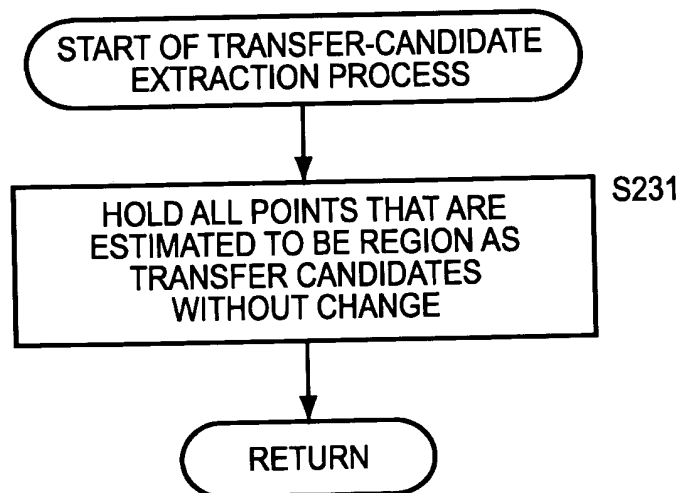 START OF TRANSFER-CANDIDATE
EXTRACTION PROCESS
S231
HOLD ALL POINTS THAT ARE
ESTIMATED TO BE REGION AS
TRANSFER CANDIDATES
WITHOUT CHANGE
RETURN